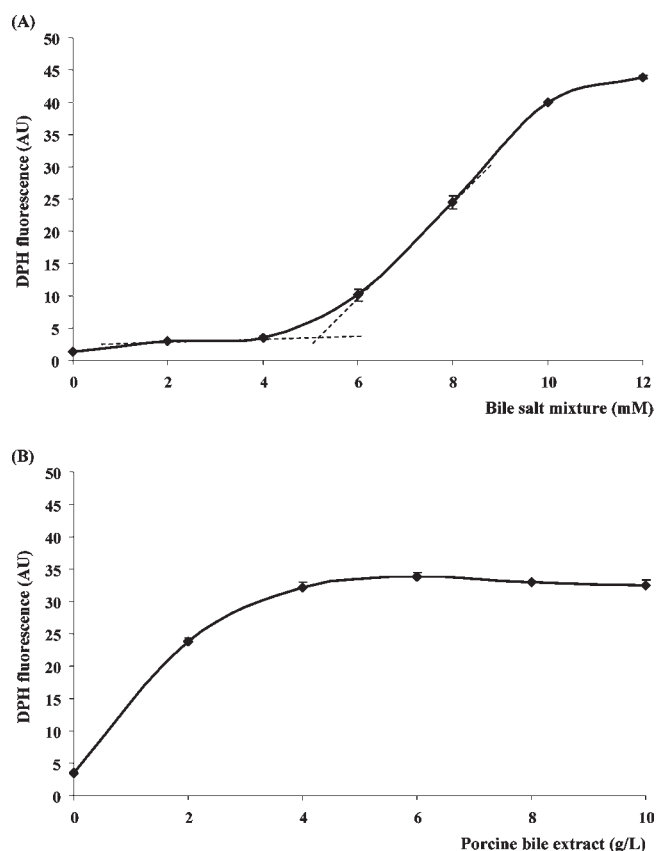 (A)
50
45
40
35
30
25
20
15
10
5
0
DPH fluorescence (AU)
0 2 4 6 8 10 12
Bile salt mixture (mM)
(B)
50
45
40
35
30
25
20
15
10
5
0
DPH fluorescence (AU)
0 2 4 6 8 10
Porcine bile extract (g/L)